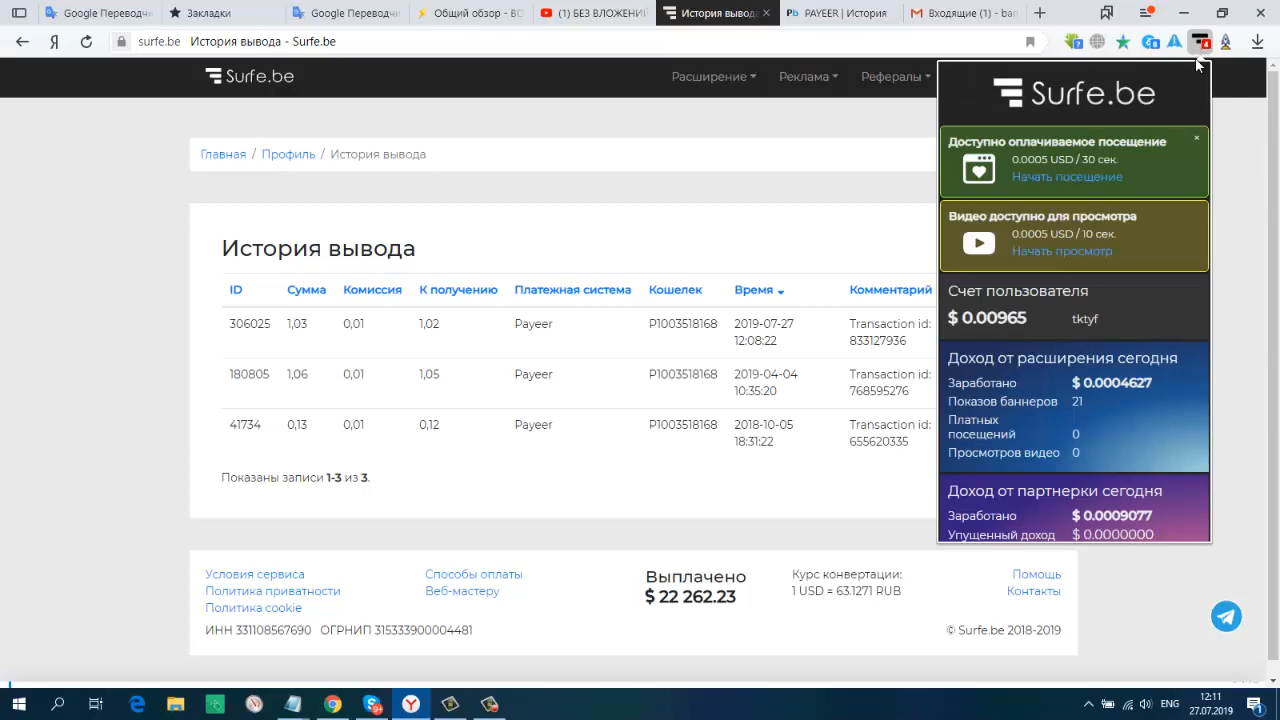 Google Переводч
Закладки
Google Переводч
Общий обзор - ВС
(1) БЕЗ ВЛОЖЕНИЙ
История вывода
PAYEER | История
Входящие (1) - ba
surfe.be История вывода - Surfe.be
Surfe.be
Расширение
Реклама
Рефералы
Surfe.be
Главная / Профиль / История вывода
Доступно оплачиваемое посещение
0.0005 USD / 30 сек.
Начать посещение
Видео доступно для просмотра
0.0005 USD / 10 сек.
Начать просмотр
Счет пользователя
$ 0.00965 tktyf
Доход от расширения сегодня
Заработано $ 0.0004627
Показов баннеров 21
Платных
посещений 0
Просмотров видео 0
Доход от партнерки сегодня
Заработано $ 0.0009077
Упущенный доход $ 0.0000000
История вывода
ID Сумма Комиссия К получению Платежная система Кошелек Время Комментарий
306025 1,03 0,01 1,02 Payeer P1003518168 2019-07-27 Transaction id:
12:08:22 833127936
180805 1,06 0,01 1,05 Payeer P1003518168 2019-04-04 Transaction id:
10:35:20 768595276
41734 0,13 0,01 0,12 Payeer P1003518168 2018-10-05 Transaction id:
18:31:22 655620335
Показаны записи 1-3 из 3.
Условия сервиса
Политика приватности
Политика cookie
Способы оплаты
Веб-мастеру
Выплачено
$ 22 262.23
Курс конвертации:
1 USD = 63.1271 RUB
Помощь
Контакты
ИНН 331108567690 ОГРНИП 315333900004481
© Surfe.be 2018-2019
ENG
12:11
27.07.2019